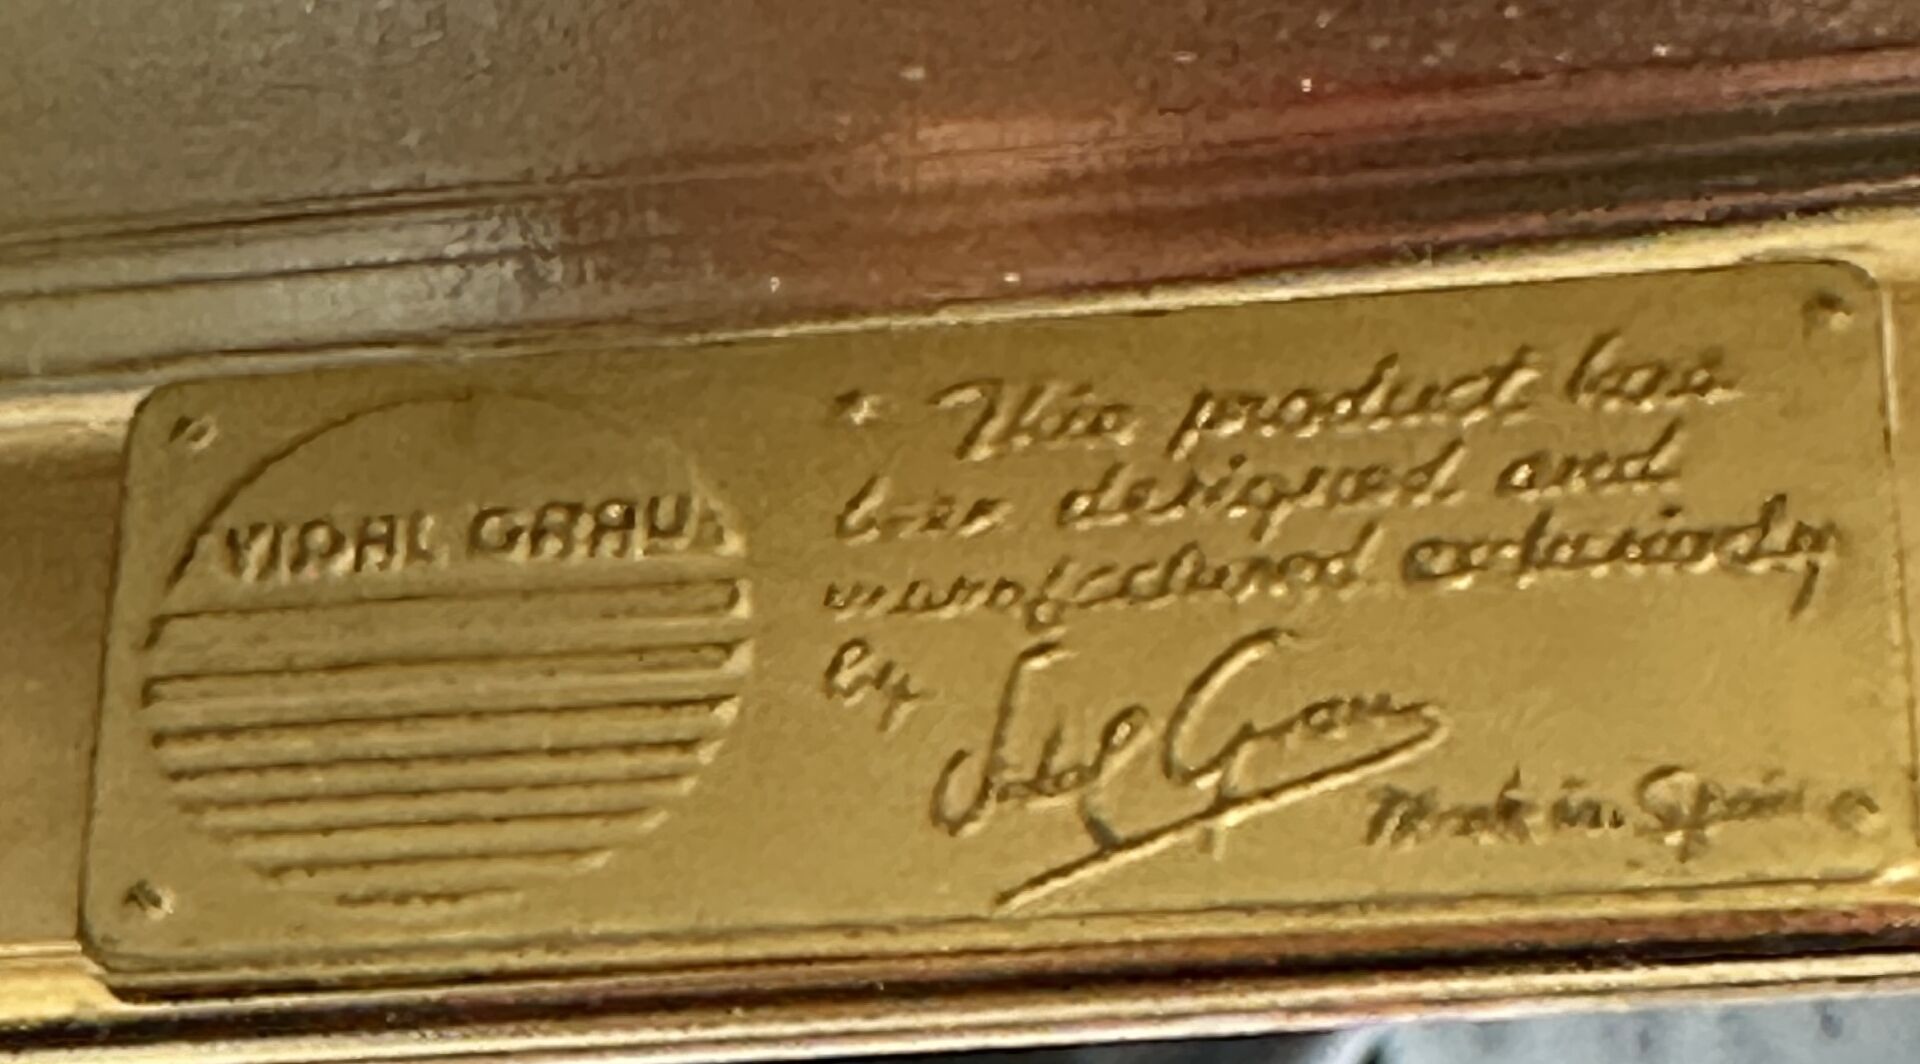 VIDAL GRAU
This product has
been designed and
manufactured exclusively
by Vidal Grau
Made in Spain